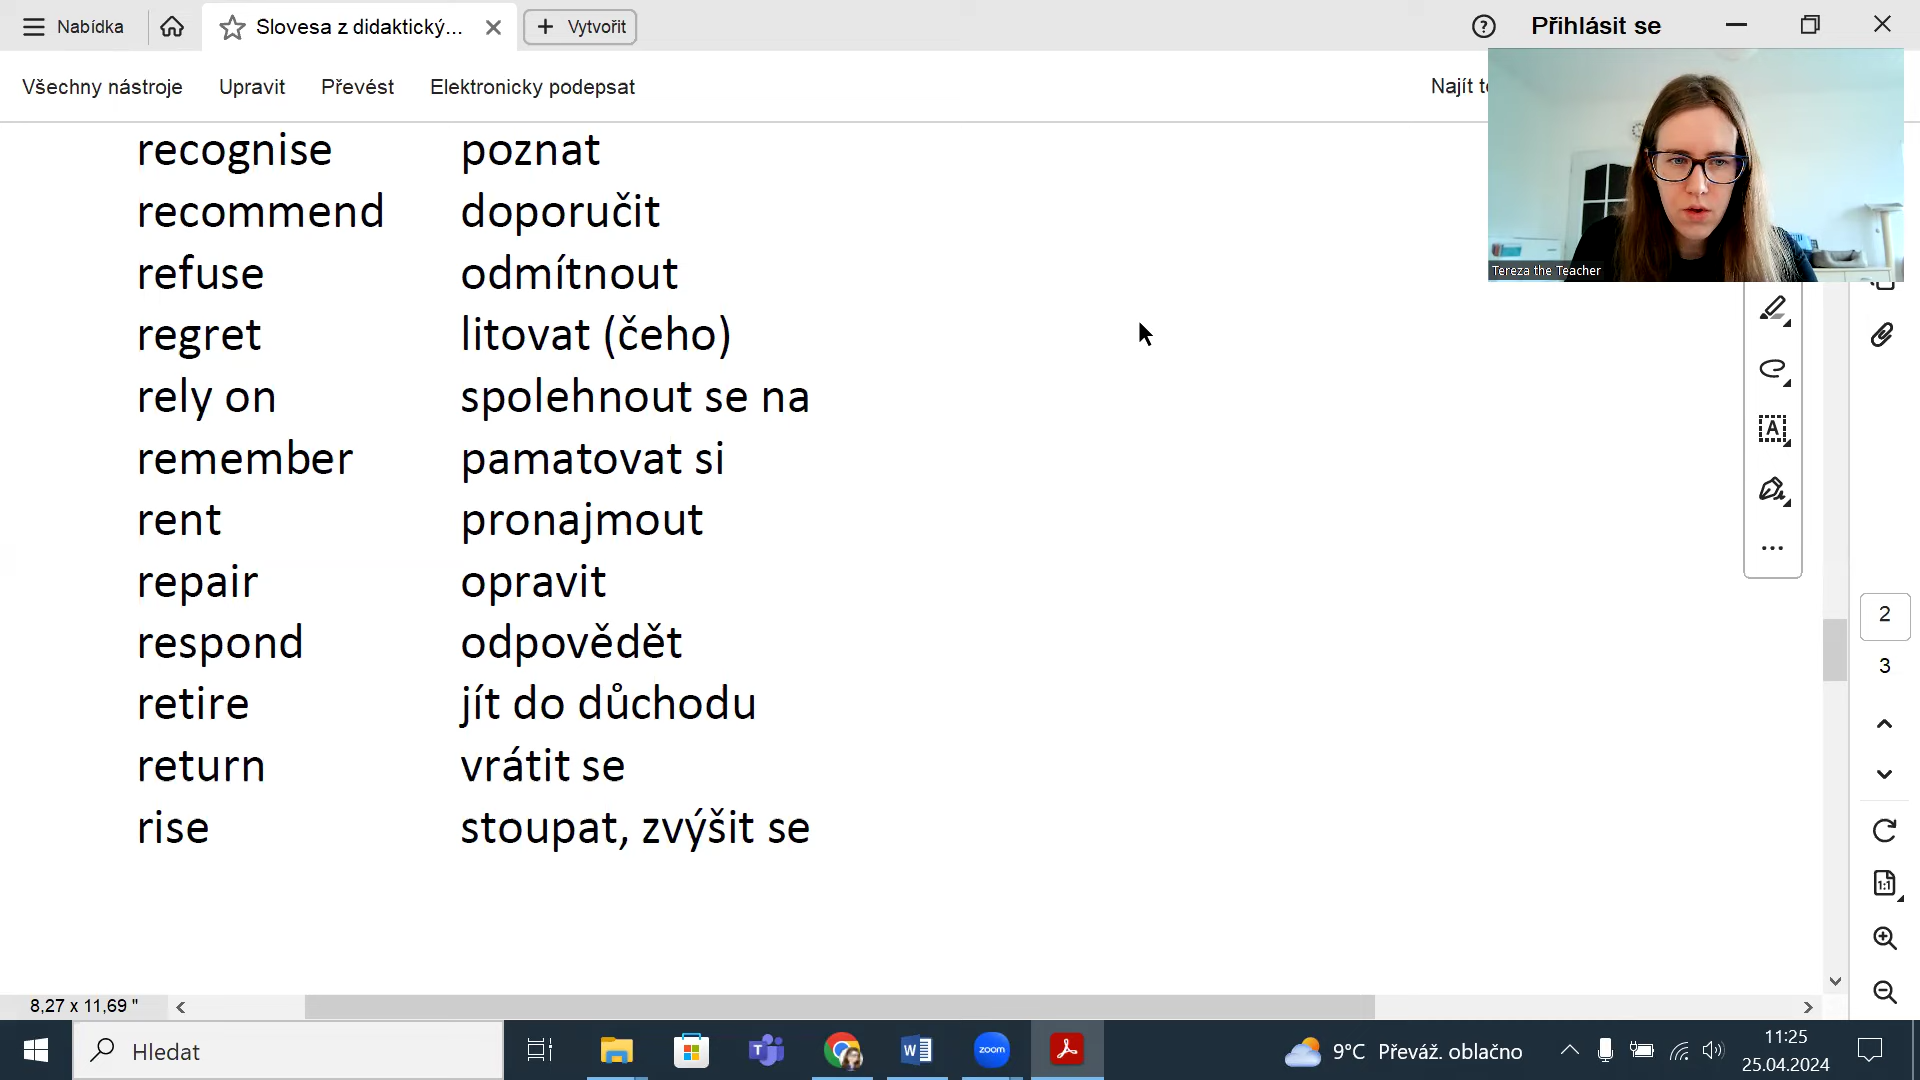 Nabídka
Slovesa z didaktický...
Vytvořit
Přihlásit se
Všechny nástroje
Upravit
Převést
Elektronicky podepsat
Najít
recognise poznat
recommend doporučit
refuse odmítnout
regret litovat (čeho)
rely on spolehnout se na
remember pamatovat si
rent pronajmout
repair opravit
respond odpovědět
retire jít do důchodu
return vrátit se
rise stoupat, zvýšit se
Tereza the Teacher
2
3
8,27 x 11,69 "
Hledat
zoom
9°C Převáž. oblačno
11:25
25.04.2024